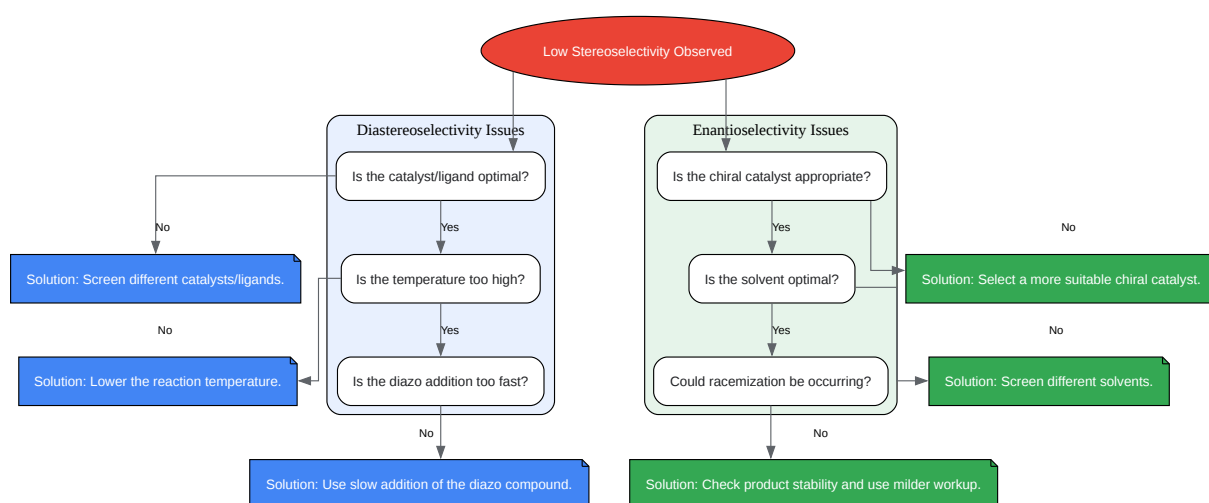 Low Stereoselectivity Observed
Diastereoselectivity Issues
Enantioselectivity Issues
Is the catalyst/ligand optimal?
Is the chiral catalyst appropriate?
No
Yes
Yes
No
Solution: Screen different catalysts/ligands.
Is the temperature too high?
Is the solvent optimal?
Solution: Select a more suitable chiral catalyst.
No
Yes
Yes
No
Solution: Lower the reaction temperature.
Is the diazo addition too fast?
Could racemization be occurring?
Solution: Screen different solvents.
No
No
Solution: Use slow addition of the diazo compound.
Solution: Check product stability and use milder workup.